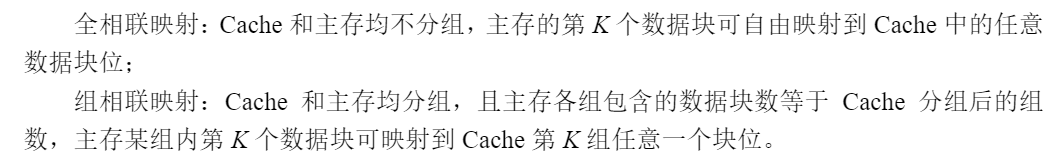 全相联映射：Cache 和主存均不分组，主存的第 K 个数据块可自由映射到 Cache 中的任意
数据块位；
组相联映射：Cache 和主存均分组，且主存各组包含的数据块数等于 Cache 分组后的组
数，主存某组内第 K 个数据块可映射到 Cache 第 K 组任意一个块位。